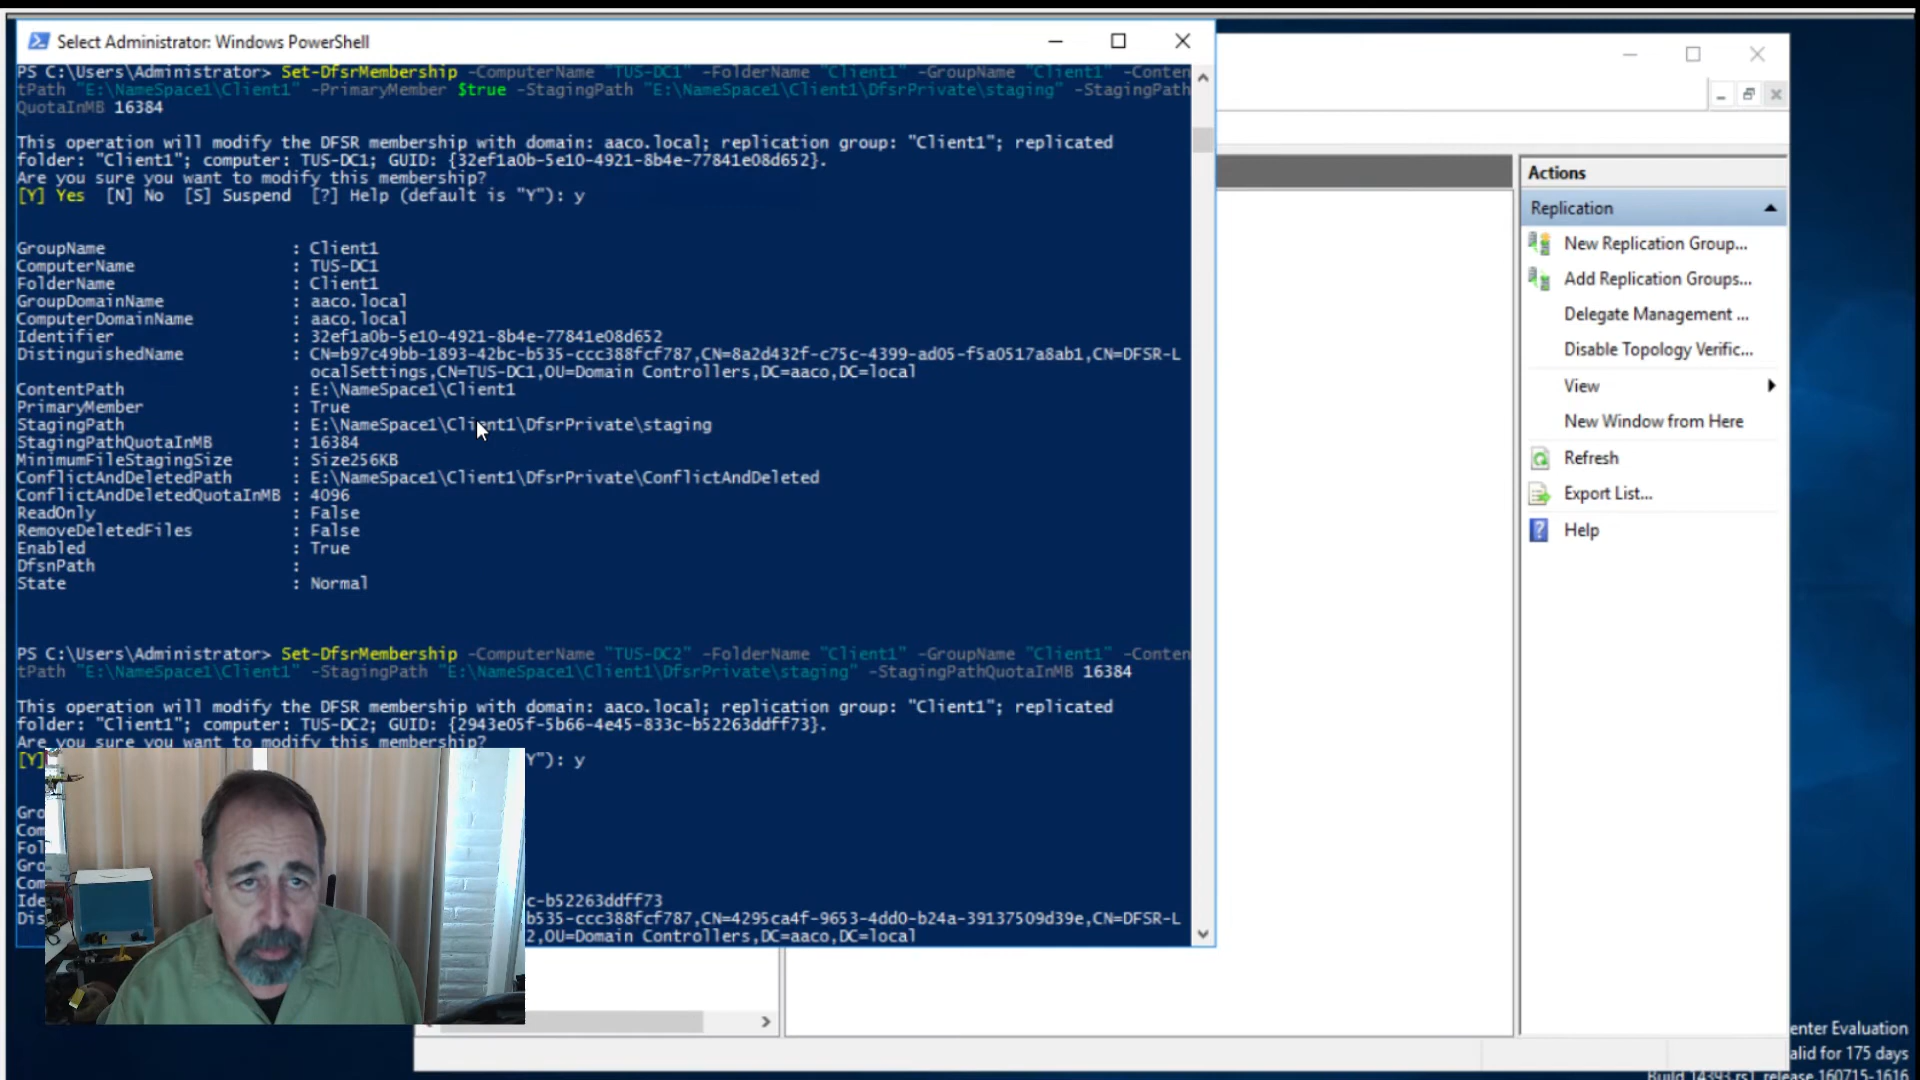 Select Administrator: Windows PowerShell
PS C:\Users\Administrator> Set-DfsrMembership -ComputerName "TUS-DC1" -FolderName "Client1" -GroupName "Client1" -Conten
tPath "E:\NameSpace1\Client1" -PrimaryMember $true -StagingPath "E:\NameSpace1\Client1\DfsrPrivate\staging" -StagingPath
QuotaInMB 16384
This operation will modify the DFSR membership with domain: aaco.local; replication group: "Client1"; replicated
folder: "Client1"; computer: TUS-DC1; GUID: {32ef1a0b-5e10-4921-8b4e-77841e08d652}.
Are you sure you want to modify this membership?
[Y] Yes  [N] No  [S] Suspend  [?] Help (default is "Y"): y
GroupName : Client1
ComputerName : TUS-DC1
FolderName : Client1
GroupDomainName : aaco.local
ComputerDomainName : aaco.local
Identifier : 32ef1a0b-5e10-4921-8b4e-77841e08d652
DistinguishedName : CN=b97c49bb-1893-42bc-b535-ccc388fcf787,CN=8a2d432f-c75c-4399-ad05-f5a0517a8ab1,CN=DFSR-L
ocalSettings,CN=TUS-DC1,OU=Domain Controllers,DC=aaco,DC=local
ContentPath : E:\NameSpace1\Client1
PrimaryMember : True
StagingPath : E:\NameSpace1\Client1\DfsrPrivate\staging
StagingPathQuotaInMB : 16384
MinimumFileStagingSize : Size256KB
ConflictAndDeletedPath : E:\NameSpace1\Client1\DfsrPrivate\ConflictAndDeleted
ConflictAndDeletedQuotaInMB : 4096
ReadOnly : False
RemoveDeletedFiles : False
Enabled : True
DfsnPath :
State : Normal
PS C:\Users\Administrator> Set-DfsrMembership -ComputerName "TUS-DC2" -FolderName "Client1" -GroupName "Client1" -Conten
tPath "E:\NameSpace1\Client1" -StagingPath "E:\NameSpace1\Client1\DfsrPrivate\staging" -StagingPathQuotaInMB 16384
This operation will modify the DFSR membership with domain: aaco.local; replication group: "Client1"; replicated
folder: "Client1"; computer: TUS-DC2; GUID: {2943e05f-5b66-4e45-833c-b52263ddff73}.
Are you sure you want to modify this membership?
[Y] Y"): y
Gro
Com
Fol
Gro
Com
Ide c-b52263ddff73
Dis b535-ccc388fcf787,CN=4295ca4f-9653-4dd0-b24a-39137509d39e,CN=DFSR-L
2,OU=Domain Controllers,DC=aaco,DC=local
Actions
Replication
New Replication Group...
Add Replication Groups...
Delegate Management ...
Disable Topology Verific...
View
New Window from Here
Refresh
Export List...
Help
enter Evaluation
alid for 175 days
Build 14393.rs1_release.160715-1616